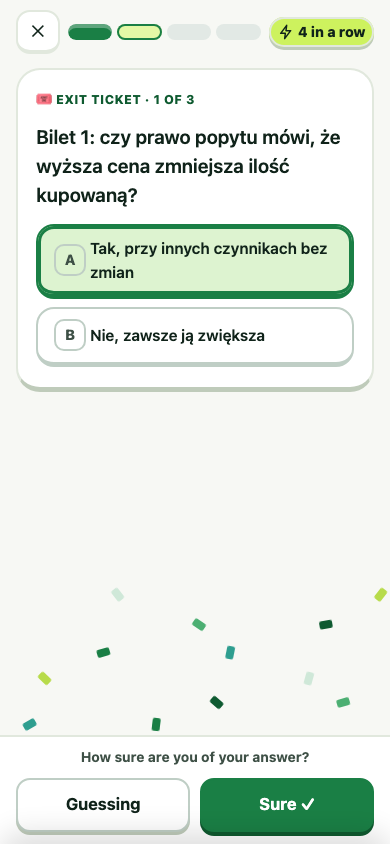 4 in a row
EXIT TICKET · 1 OF 3
Bilet 1: czy prawo popytu mówi, że
wyższa cena zmniejsza ilość
kupowaną?
A Tak, przy innych czynnikach bez
zmian
B Nie, zawsze ją zwiększa
How sure are you of your answer?
Guessing
Sure ✓